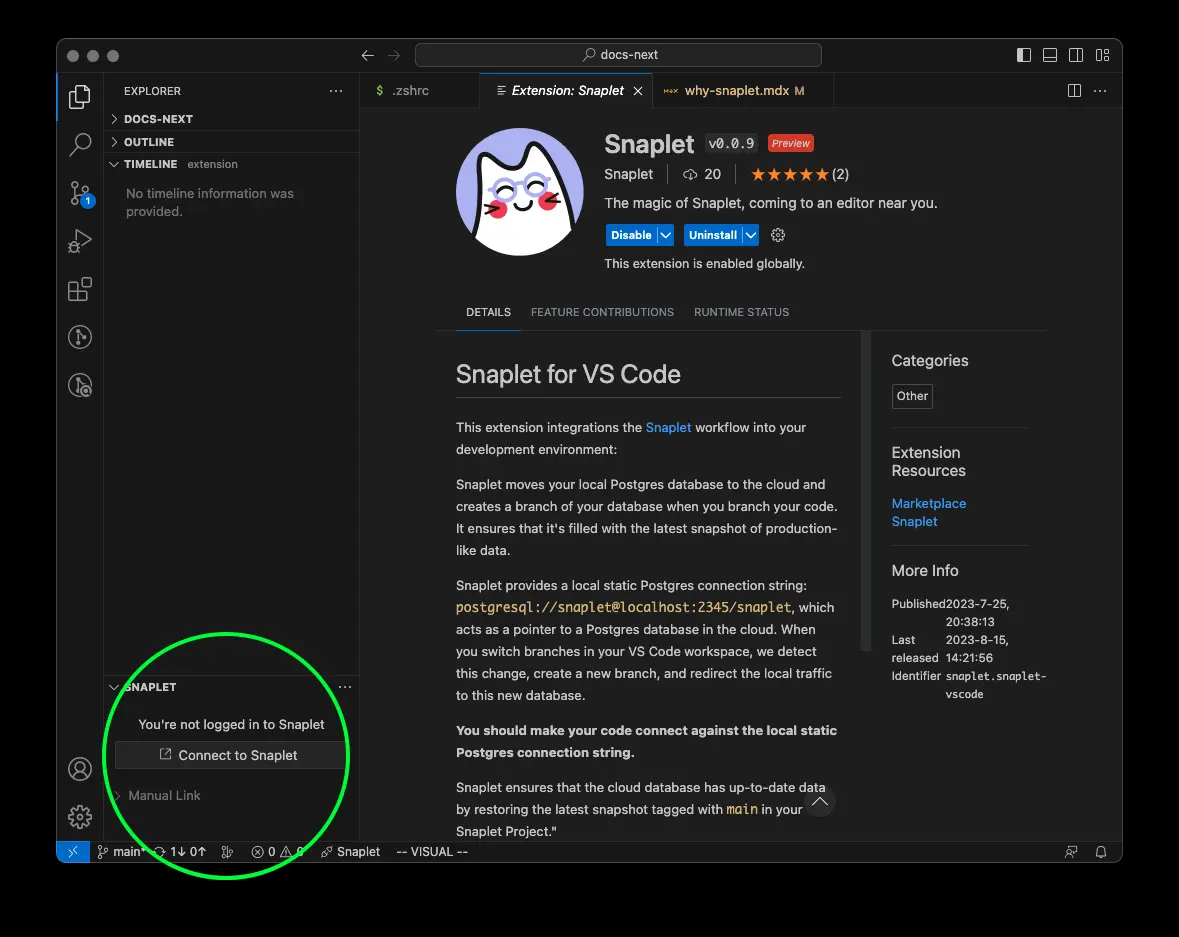 docs-next
EXPLORER
$ .zshrc
Extension: Snaplet
why-snaplet.mdx M
DOCS-NEXT
OUTLINE
TIMELINE extension
No timeline information was
provided.
1
Snaplet v0.0.9 Preview
Snaplet 20 ★★★★★(2)
The magic of Snaplet, coming to an editor near you.
Disable Uninstall
This extension is enabled globally.
DETAILS FEATURE CONTRIBUTIONS RUNTIME STATUS
Snaplet for VS Code
This extension integrations the Snaplet workflow into your
development environment:
Snaplet moves your local Postgres database to the cloud and
creates a branch of your database when you branch your code.
It ensures that it's filled with the latest snapshot of production-
like data.
Snaplet provides a local static Postgres connection string:
postgresql://snaplet@localhost:2345/snaplet, which
acts as a pointer to a Postgres database in the cloud. When
you switch branches in your VS Code workspace, we detect
this change, create a new branch, and redirect the local traffic
to this new database.
You should make your code connect against the local static
Postgres connection string.
Snaplet ensures that the cloud database has up-to-date data
by restoring the latest snapshot tagged with main in your
Snaplet Project."
Categories
Other
Extension
Resources
Marketplace
Snaplet
More Info
Published 2023-7-25,
20:38:13
Last 2023-8-15,
released 14:21:56
Identifier snaplet.snaplet-
vscode
SNAPLET
You're not logged in to Snaplet
Connect to Snaplet
Manual Link
main* 1↓ 0↑ 0 0 Snaplet -- VISUAL --